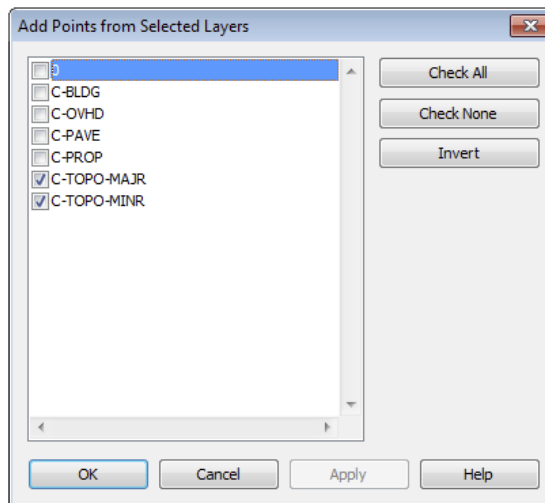 Add Points from Selected Layers
0
C-BLDG
C-OVHD
C-PAVE
C-PROP
C-TOPO-MAJR
C-TOPO-MINR
Check All
Check None
Invert
OK
Cancel
Apply
Help